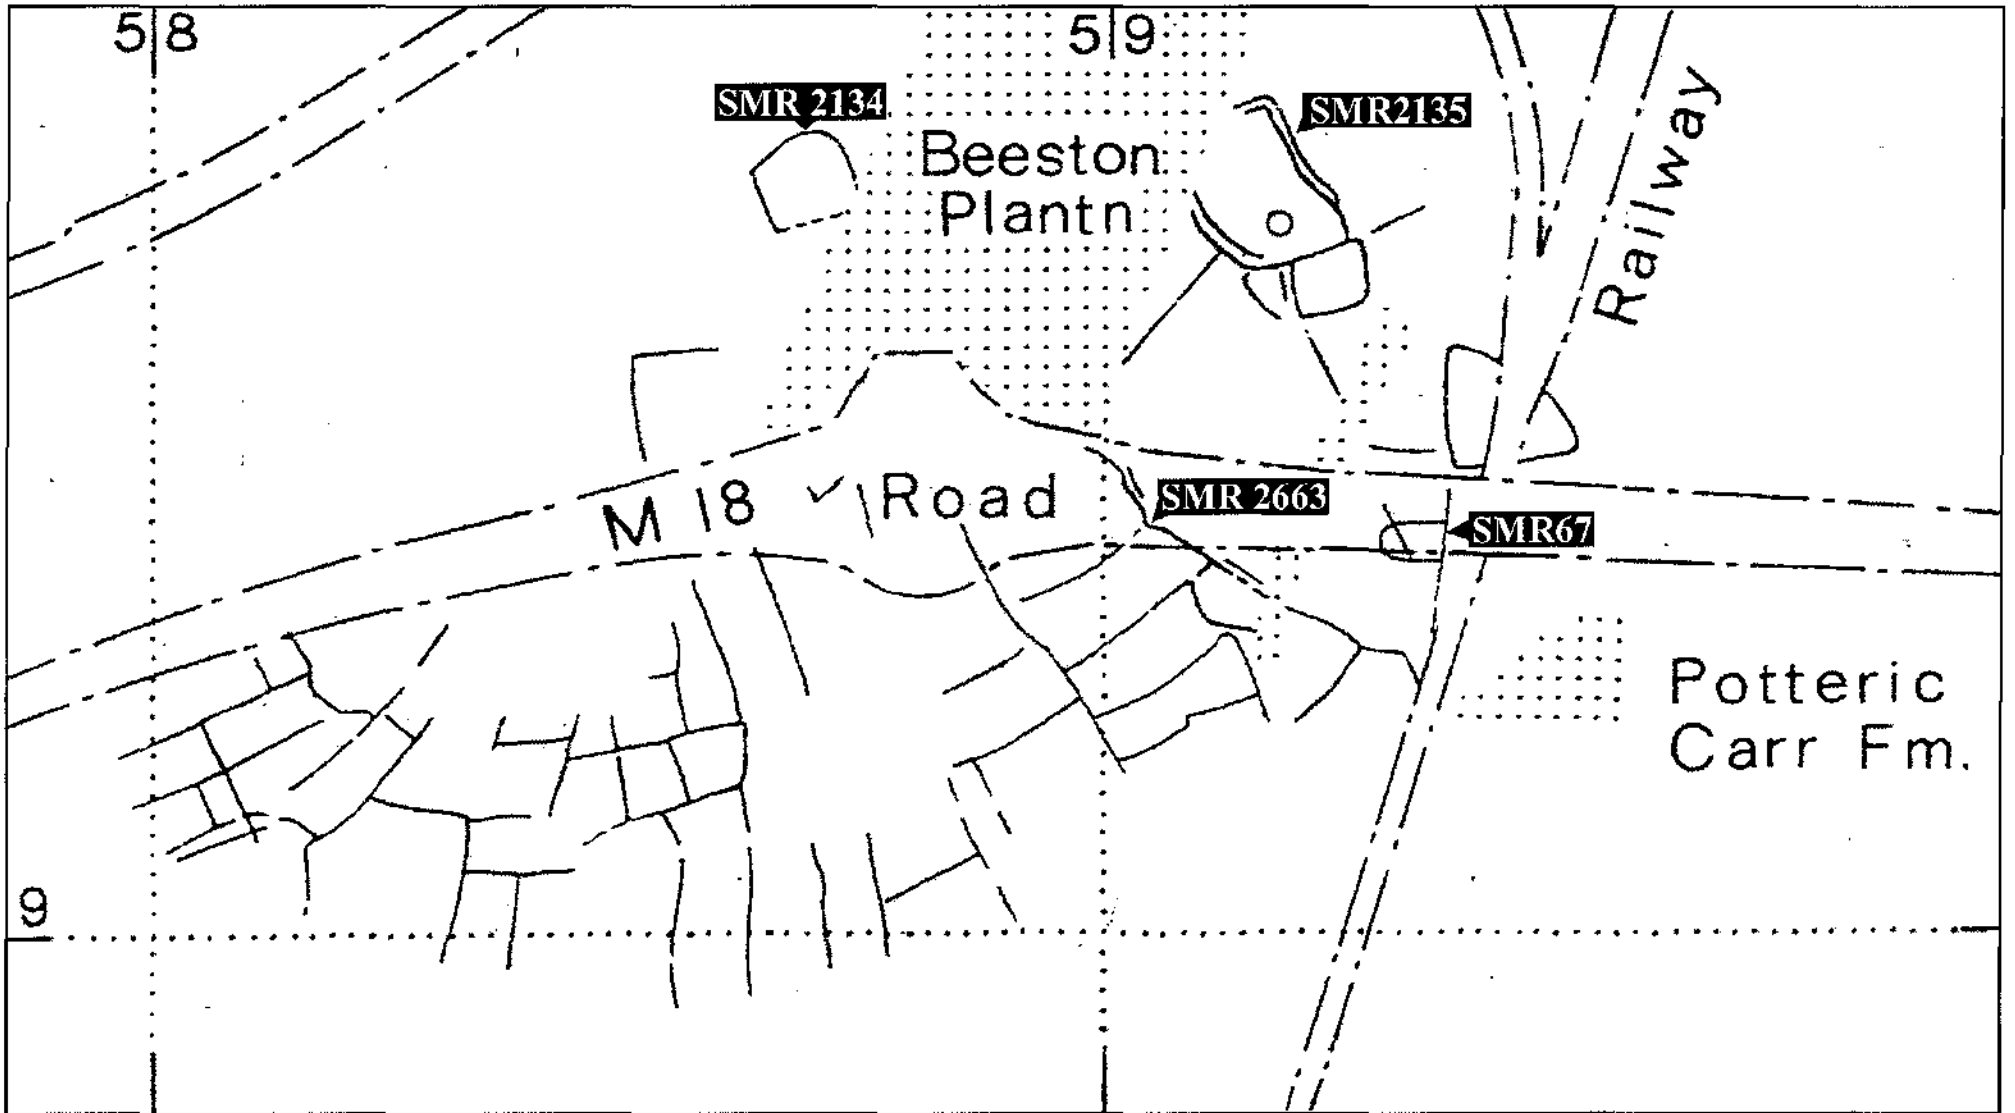 58
59
SMR 2134
SMR2135
Beeston
Plantn
Railway
M 18 Road
SMR 2663
SMR67
Potteric
Carr Fm.
9